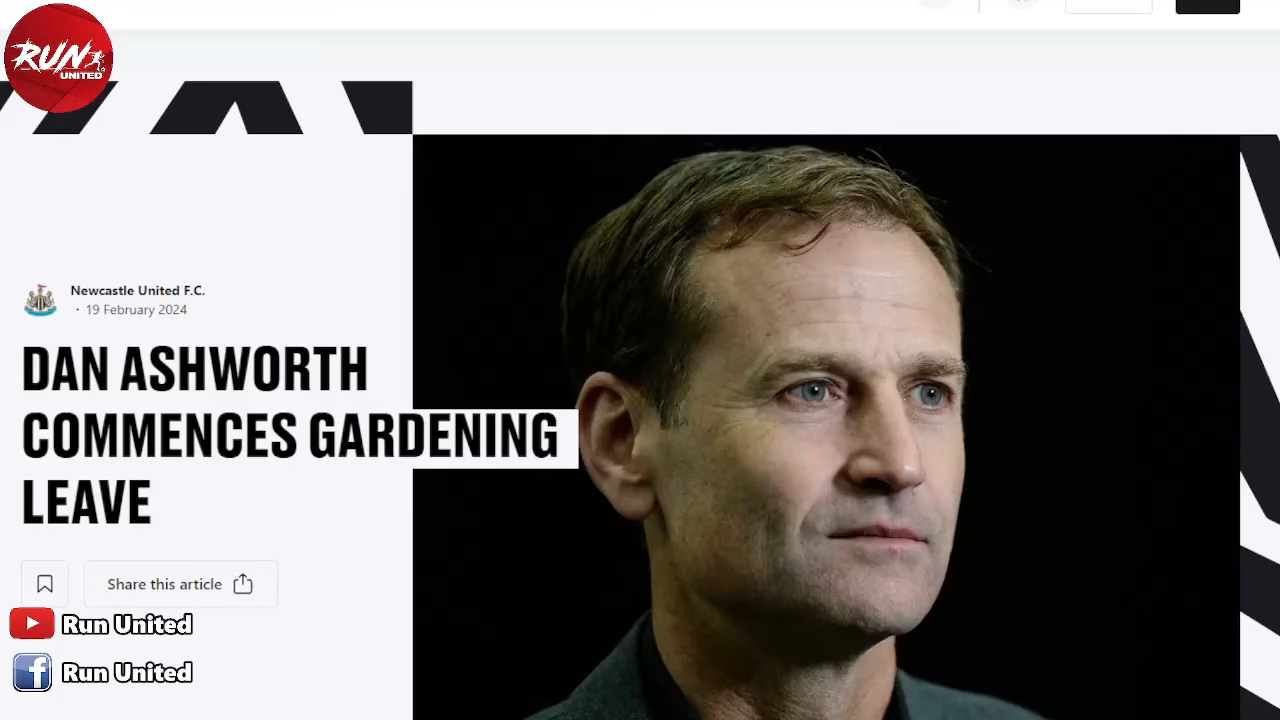 RUN
UNITED
Newcastle United F.C.
· 19 February 2024
DAN ASHWORTH
COMMENCES GARDENING
LEAVE
Share this article
Run United
Run United